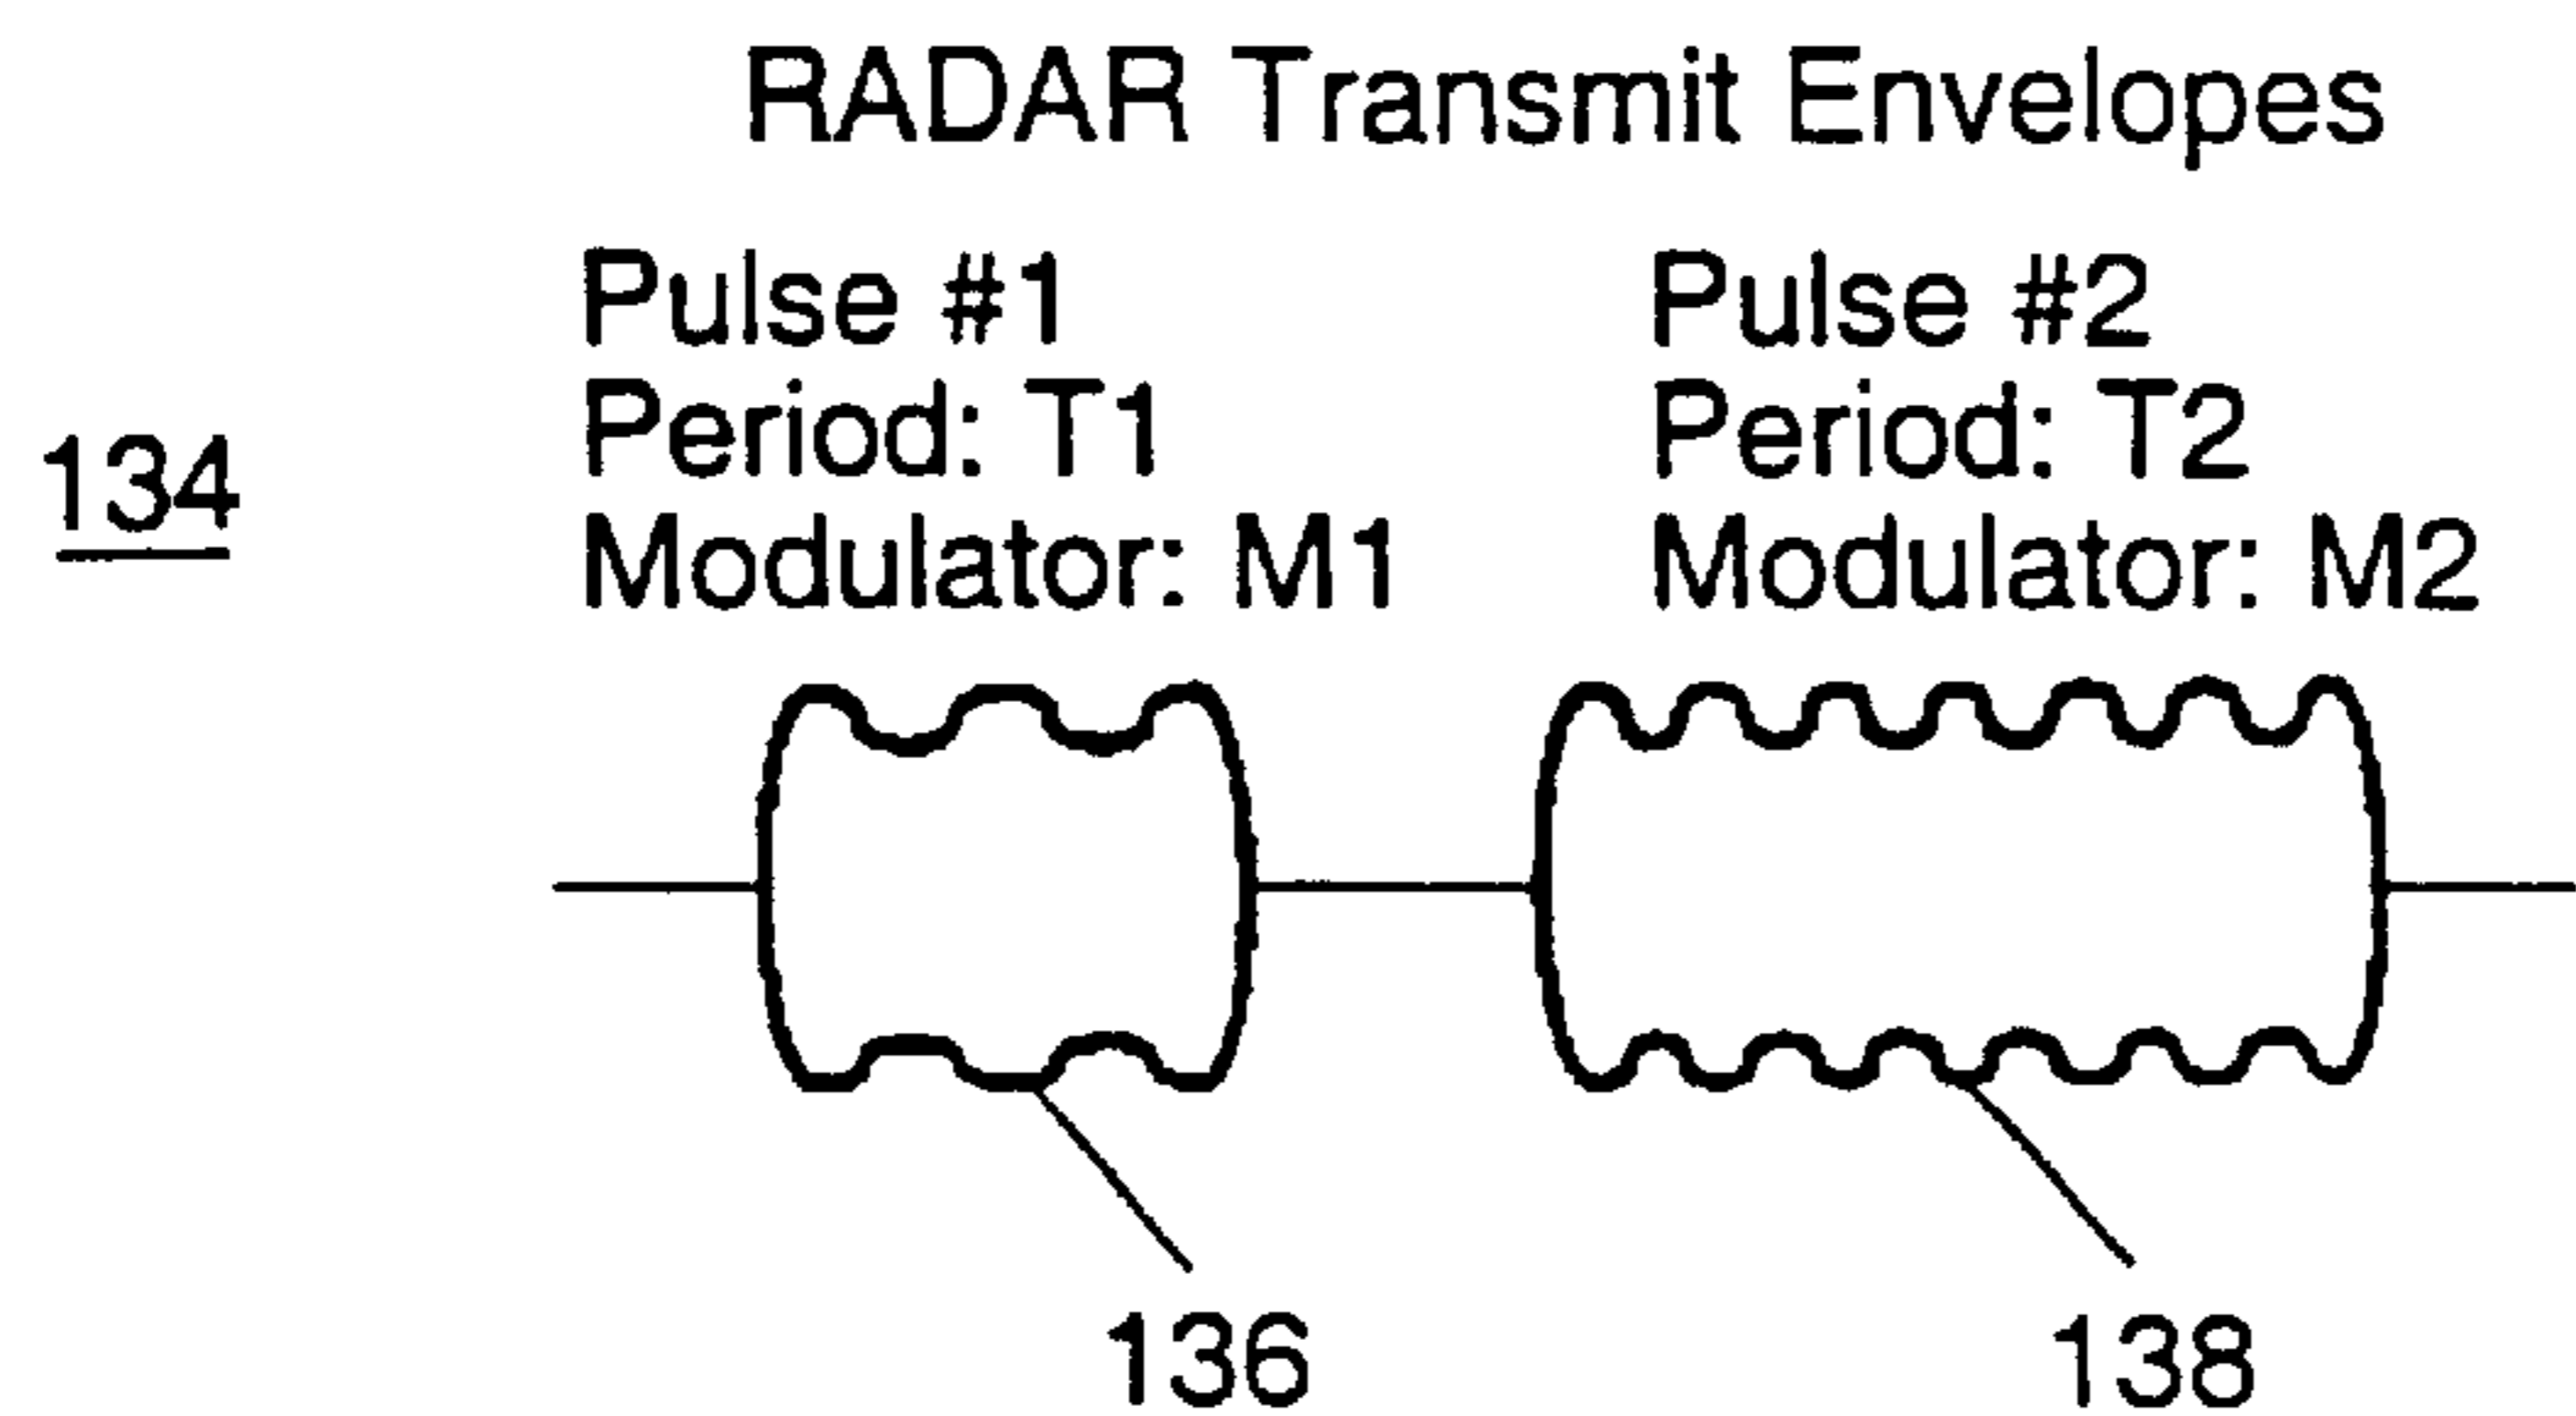 RADAR Transmit Envelopes
Pulse #1
Period: T1
Modulator: M1
Pulse #2
Period: T2
Modulator: M2
134
136
138